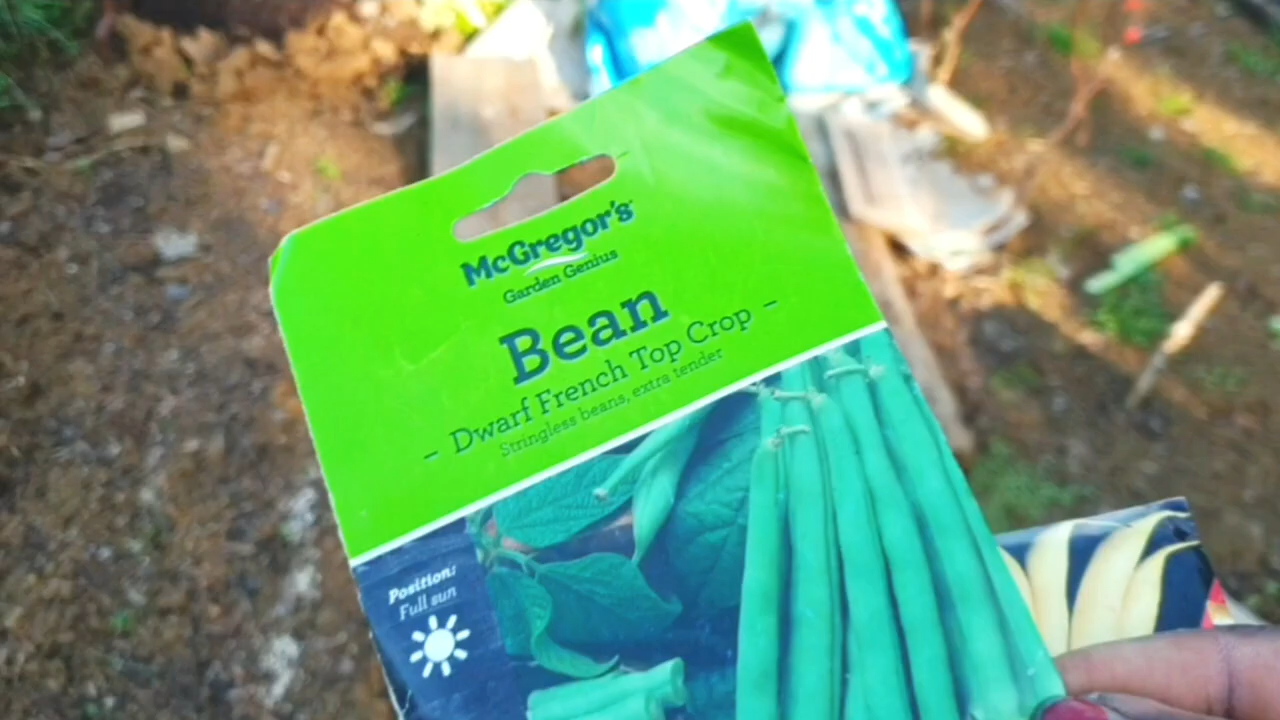 McGregor's
Garden Genius
Bean
- Dwarf French Top Crop -
Stringless beans, extra tender
Position:
Full sun